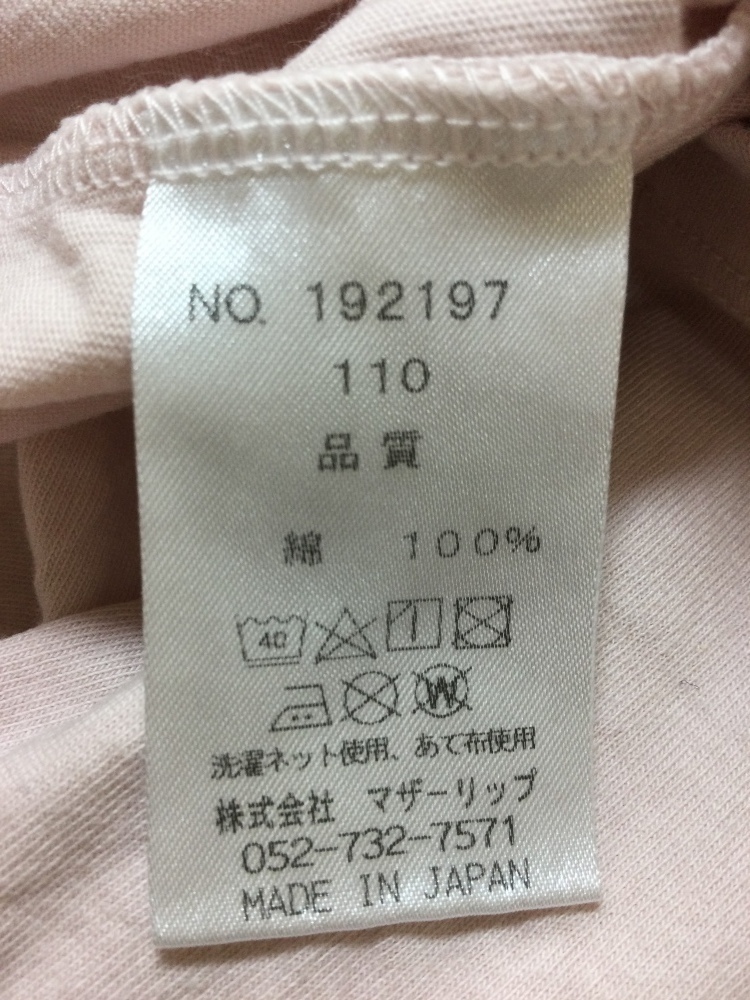 NO. 192197
110
品質
綿 100%
40
W
洗濯ネット使用、あて布使用
株式会社 マザーリップ
052-732-7571
MADE IN JAPAN